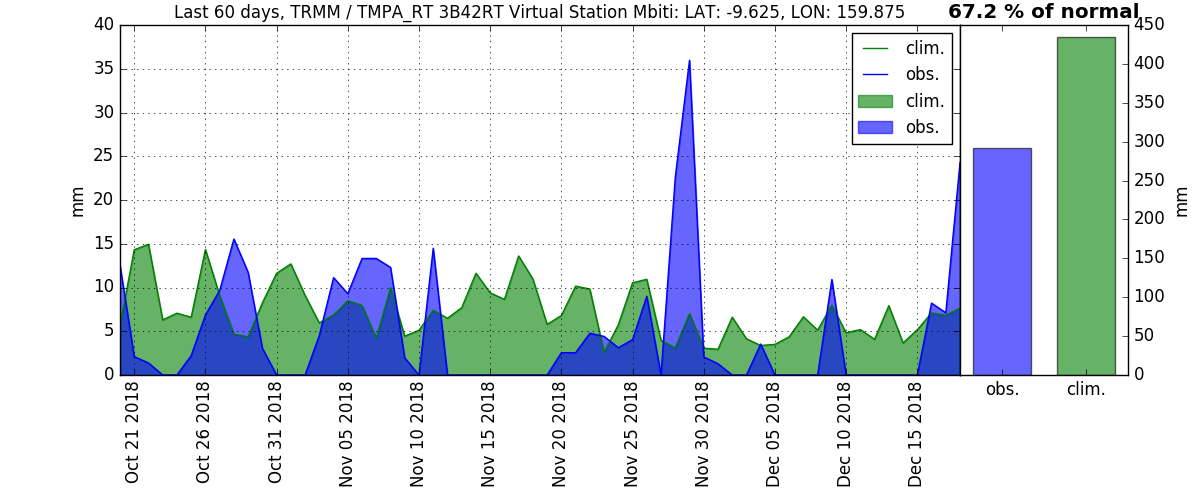 Last 60 days, TRMM / TMPA_RT 3B42RT Virtual Station Mbiti: LAT: -9.625, LON: 159.875
67.2 % of normal
40
35
30
25
20
15
10
5
0
mm
clim.
obs.
clim.
obs.
450
400
350
300
250
200
150
100
50
0
mm
Oct 21 2018
Oct 26 2018
Oct 31 2018
Nov 05 2018
Nov 10 2018
Nov 15 2018
Nov 20 2018
Nov 25 2018
Nov 30 2018
Dec 05 2018
Dec 10 2018
Dec 15 2018
obs.
clim.